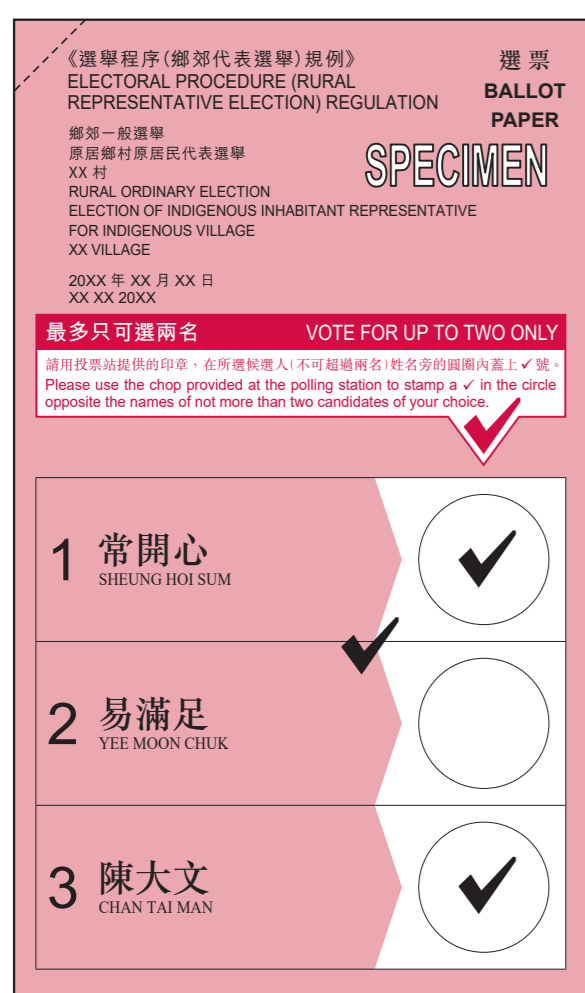 《選舉程序(鄉郊代表選舉)規例》
ELECTORAL PROCEDURE (RURAL
REPRESENTATIVE ELECTION) REGULATION
選票
BALLOT
PAPER
SPECIMEN
鄉郊一般選舉
原居鄉村原居民代表選舉
XX 村
RURAL ORDINARY ELECTION
ELECTION OF INDIGENOUS INHABITANT REPRESENTATIVE
FOR INDIGENOUS VILLAGE
XX VILLAGE
20XX 年 XX 月 XX 日
XX XX 20XX
最多只可選兩名 VOTE FOR UP TO TWO ONLY
請用投票站提供的印章，在所選候選人(不可超過兩名)姓名旁的圓圈內蓋上✓號。
Please use the chop provided at the polling station to stamp a ✓ in the circle
opposite the names of not more than two candidates of your choice.
1 常開心
SHEUNG HOI SUM
2 易滿足
YEE MOON CHUK
3 陳大文
CHAN TAI MAN